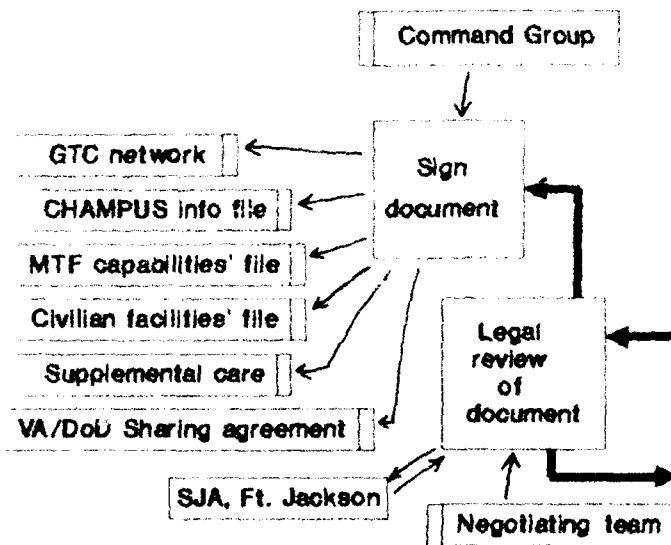 Command Group
GTC network
Sign
document
CHAMPUS info file
MTF capabilities' file
Civilian facilities' file
Supplemental care
VA/DoD Sharing agreement
Legal
review
of
document
SJA, Ft. Jackson
Negotiating team